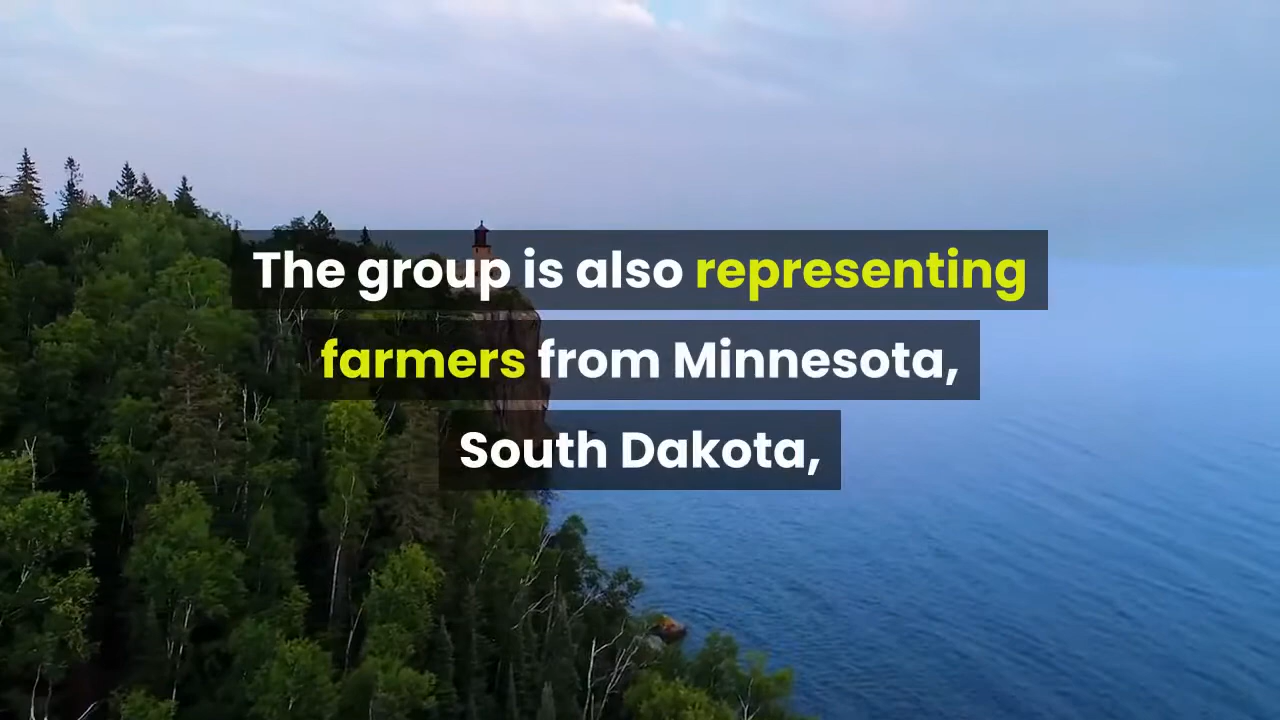 The group is also representing
farmers from Minnesota,
South Dakota,